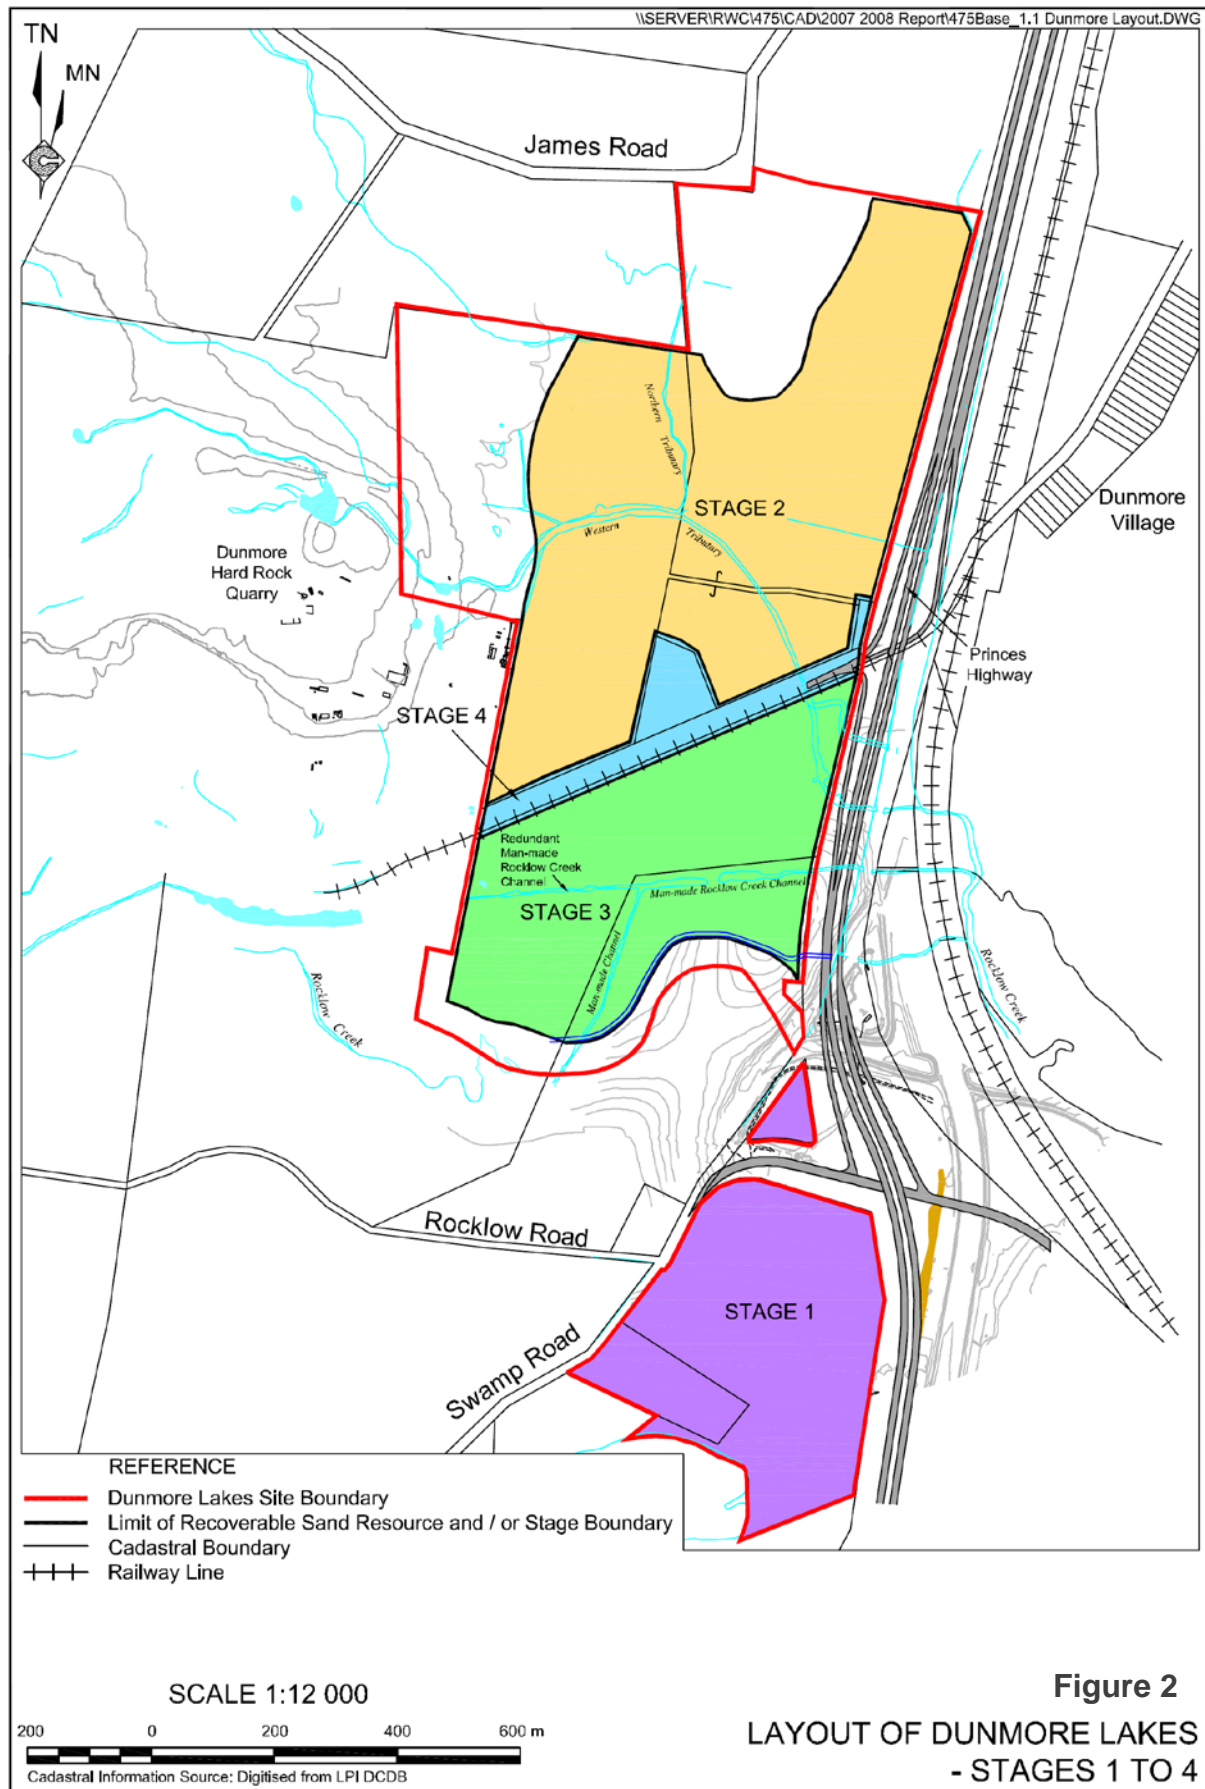 \\SERVER\RWC\475\CAD\2007 2008 Report\475Base_1.1 Dunmore Layout.DWG
TN
MN
James Road
Northern
Tributary
STAGE 2
Western
Tributary
Dunmore
Village
Dunmore
Hard Rock
Quarry
Princes
Highway
STAGE 4
Redundant
Man-made
Rocklow Creek
Channel
Man-made Rocklow Creek Channel
STAGE 3
Man-made Channel
Rocklow Creek
Rocklow Creek
Rocklow Road
STAGE 1
Swamp Road
REFERENCE
Dunmore Lakes Site Boundary
Limit of Recoverable Sand Resource and / or Stage Boundary
Cadastral Boundary
Railway Line
SCALE 1:12 000
200 0 200 400 600 m
Cadastral Information Source: Digitised from LPI DCDB
Figure 2
LAYOUT OF DUNMORE LAKES
- STAGES 1 TO 4